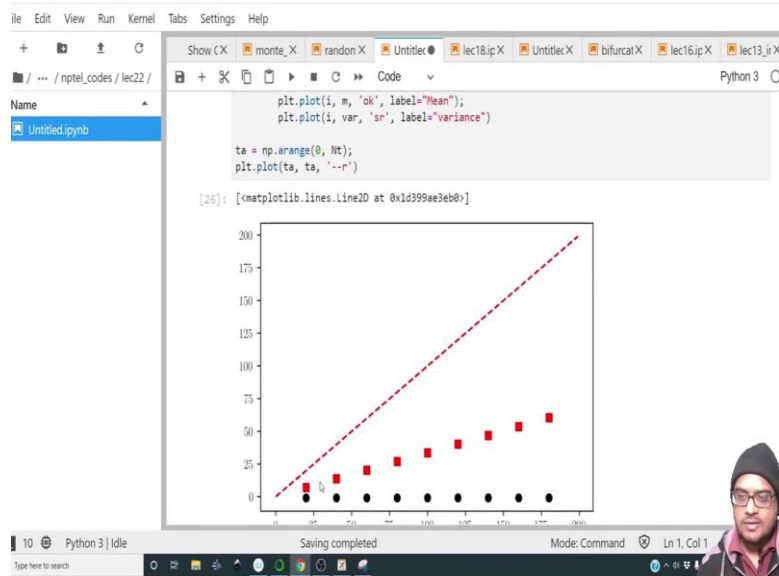 ile Edit View Run Kernel Tabs Settings Help
Show C X monte_ X randon X Untitlec lec18.ip X Untitlec X bifurcat X lec16.ip X lec13_ir X
/ ··· / nptel_codes / lec22 /
Code
Python 3
Name
Untitled.ipynb
plt.plot(i, m, 'ok', label="Mean");
plt.plot(i, var, 'sr', label="variance")
ta = np.arange(0, Nt);
plt.plot(ta, ta, '--r')
[26]: [<matplotlib.lines.Line2D at 0x1d399ae3eb0>]
200
175
150
125
100
75
50
25
0
10 Python 3 | Idle Saving completed Mode: Command Ln 1, Col 1
Type here to search